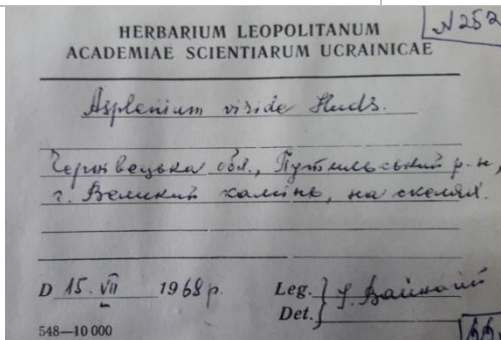 N 252
HERBARIUM LEOPOLITANUM
ACADEMIAE SCIENTIARUM UCRAINICAE
Asplenium viride Huds.
Чернівецька обл., Путильський р-н,
г. Великий камінь, на скелях.
D 15. VII 1968 р.
Leg.
Det.
548—10 000